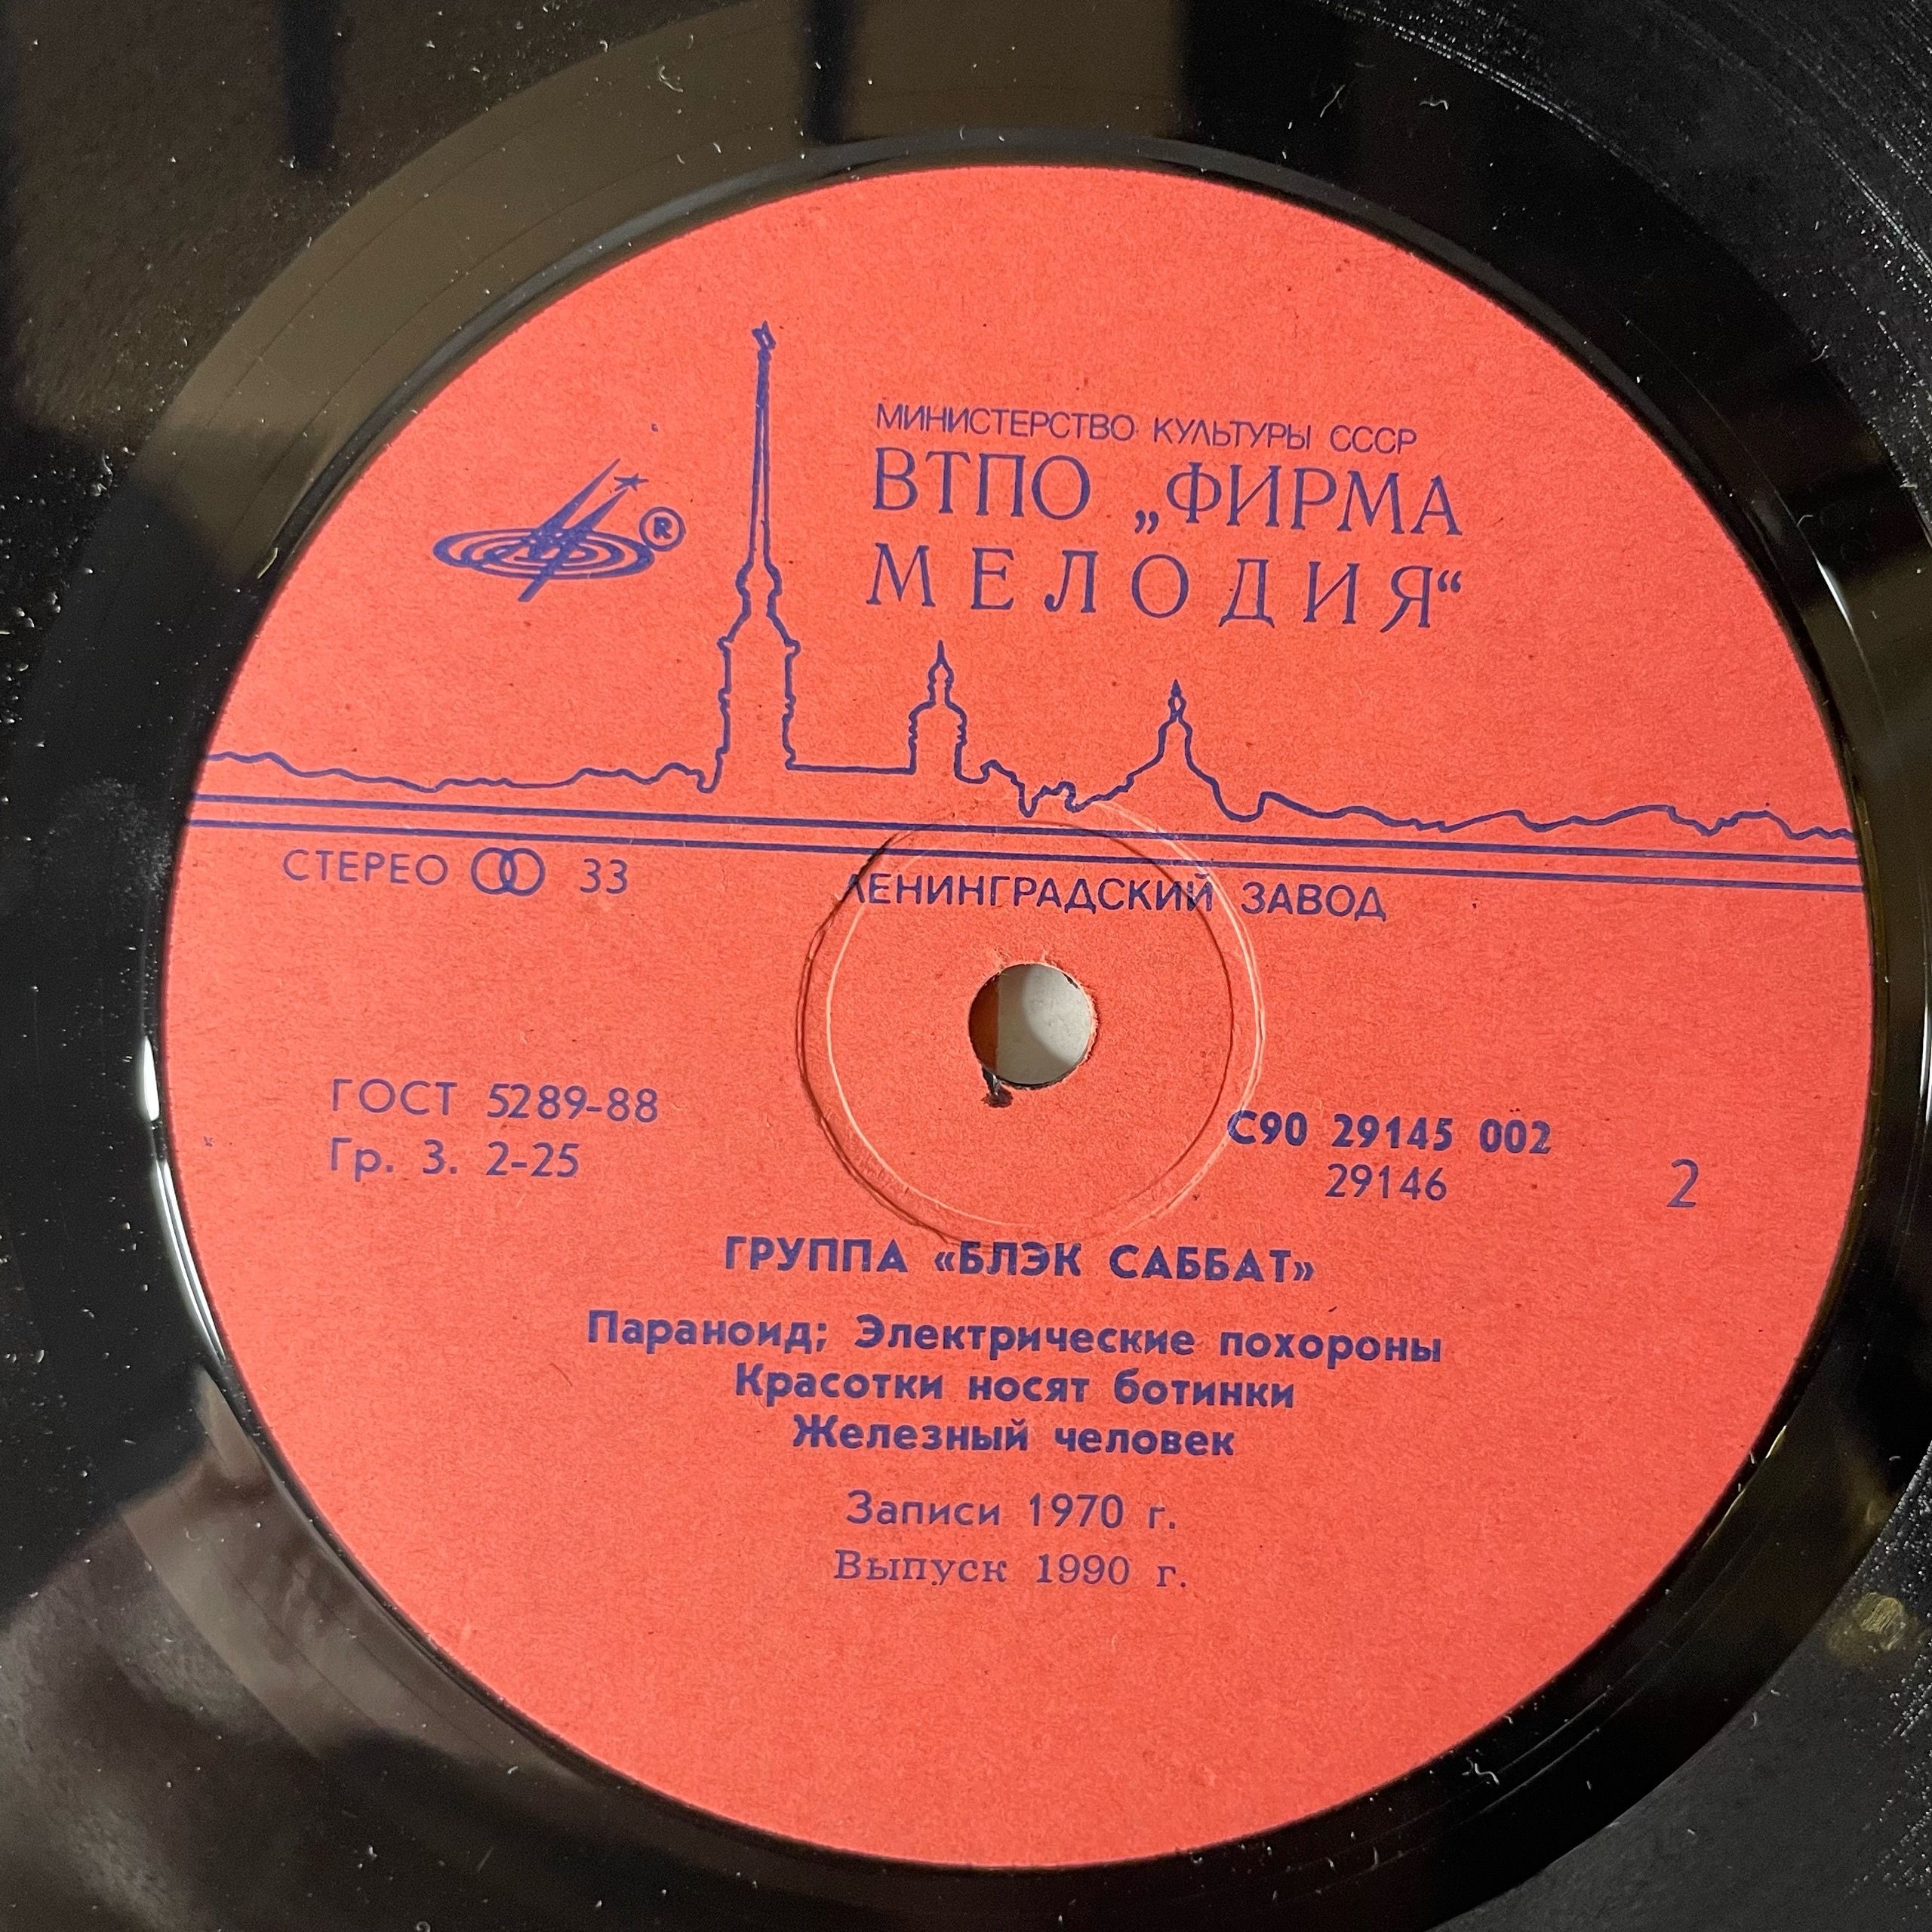 МИНИСТЕРСТВО КУЛЬТУРЫ СССР
ВТПО „ФИРМА
МЕЛОДИЯ“
®
СТЕРЕО 33
ЛЕНИНГРАДСКИЙ ЗАВОД
ГОСТ 5289-88
Гр. 3. 2-25
С90 29145 002
29146
2
ГРУППА «БЛЭК САББАТ»
Параноид; Электрические похороны
Красотки носят ботинки
Железный человек
Записи 1970 г.
Выпуск 1990 г.